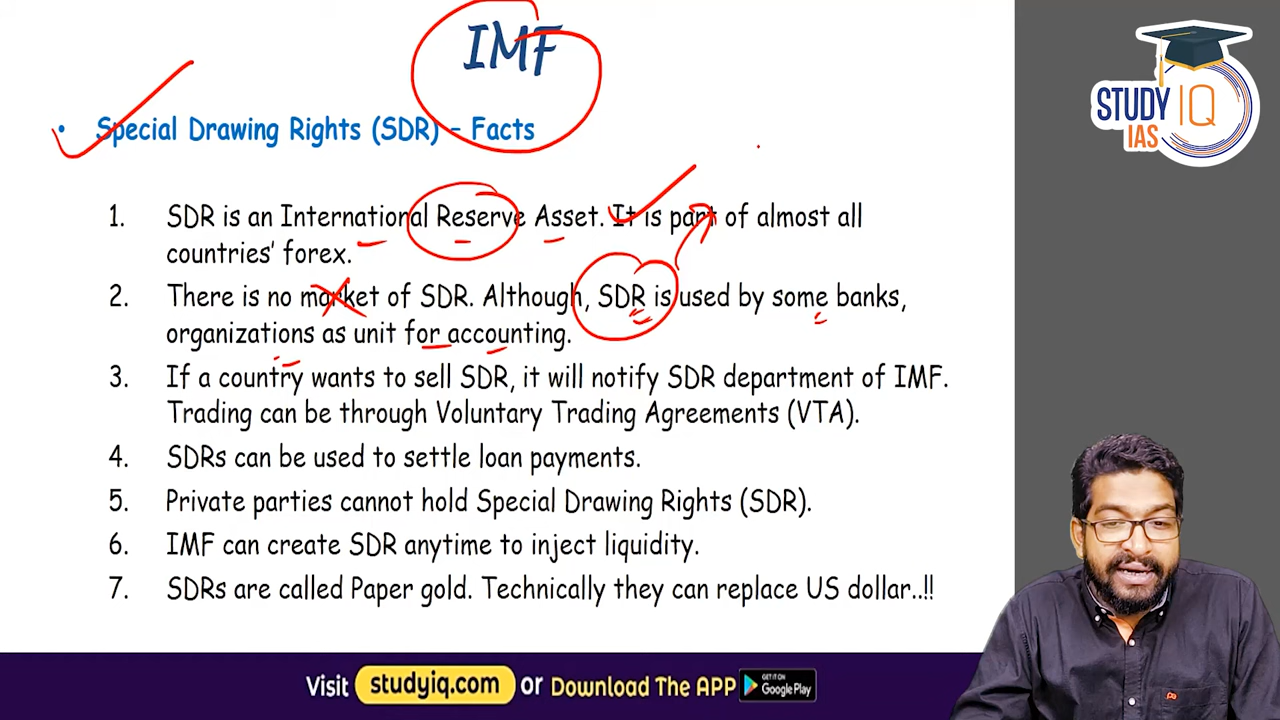 IMF
STUDY IQ
IAS
• Special Drawing Rights (SDR) – Facts
1. SDR is an International Reserve Asset. It is part of almost all
countries' forex.
2. There is no market of SDR. Although, SDR is used by some banks,
organizations as unit for accounting.
3. If a country wants to sell SDR, it will notify SDR department of IMF.
Trading can be through Voluntary Trading Agreements (VTA).
4. SDRs can be used to settle loan payments.
5. Private parties cannot hold Special Drawing Rights (SDR).
6. IMF can create SDR anytime to inject liquidity.
7. SDRs are called Paper gold. Technically they can replace US dollar..!!
Visit studyiq.com or Download The APP GET IT ON Google Play